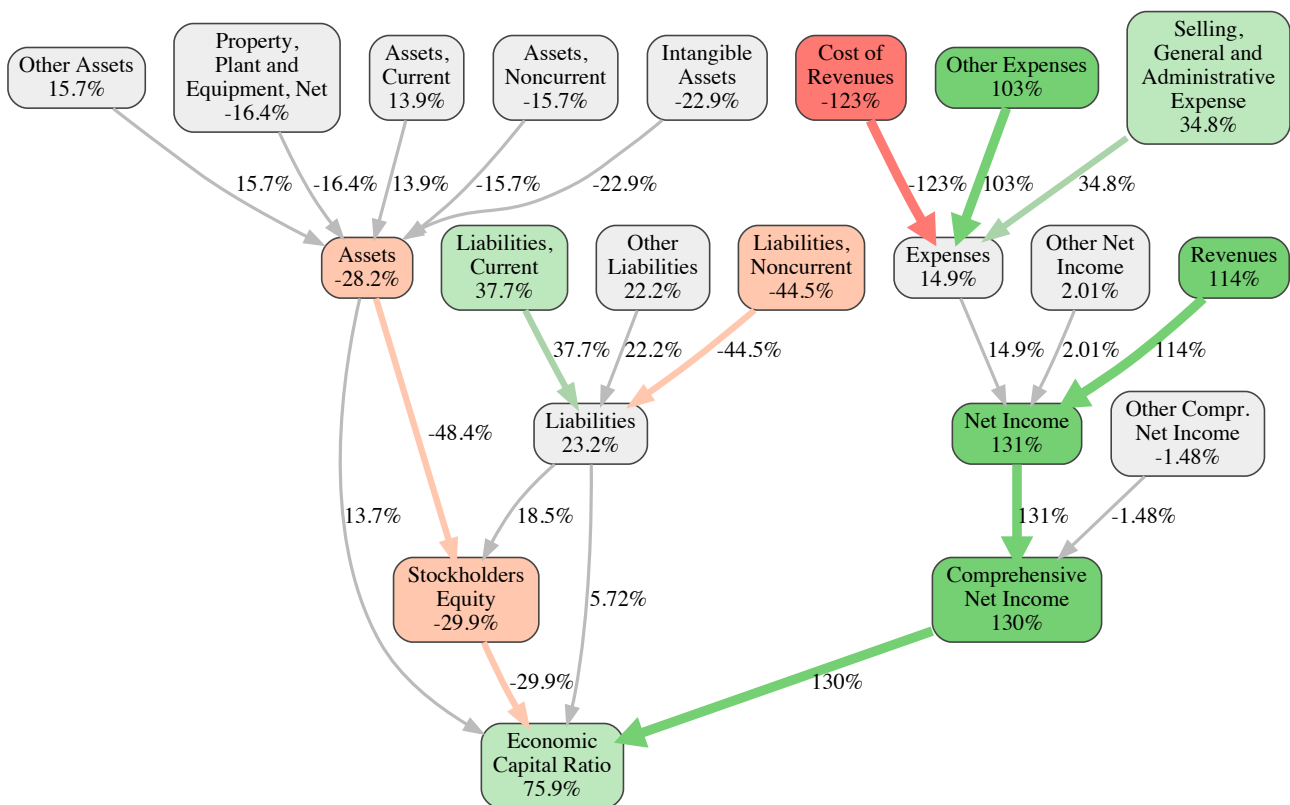 Other Assets
15.7%
Property,
Plant and
Equipment, Net
-16.4%
Assets,
Current
13.9%
Assets,
Noncurrent
-15.7%
Intangible
Assets
-22.9%
Cost of
Revenues
-123%
Other Expenses
103%
Selling,
General and
Administrative
Expense
34.8%
15.7%
-16.4%
13.9%
-15.7%
-22.9%
-123%
103%
34.8%
Assets
-28.2%
Liabilities,
Current
37.7%
Other
Liabilities
22.2%
Liabilities,
Noncurrent
-44.5%
Expenses
14.9%
Other Net
Income
2.01%
Revenues
114%
37.7%
22.2%
-44.5%
14.9%
2.01%
114%
-48.4%
Liabilities
23.2%
Net Income
131%
Other Compr.
Net Income
-1.48%
13.7%
18.5%
131%
-1.48%
Stockholders
Equity
-29.9%
5.72%
Comprehensive
Net Income
130%
-29.9%
130%
Economic
Capital Ratio
75.9%